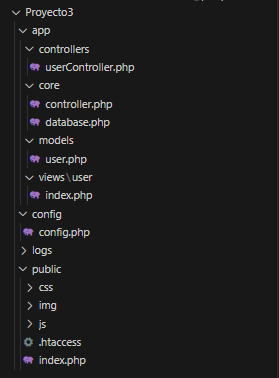 Proyecto3
app
controllers
userController.php
core
controller.php
database.php
models
user.php
views\user
index.php
config
config.php
logs
public
css
img
js
.htaccess
index.php